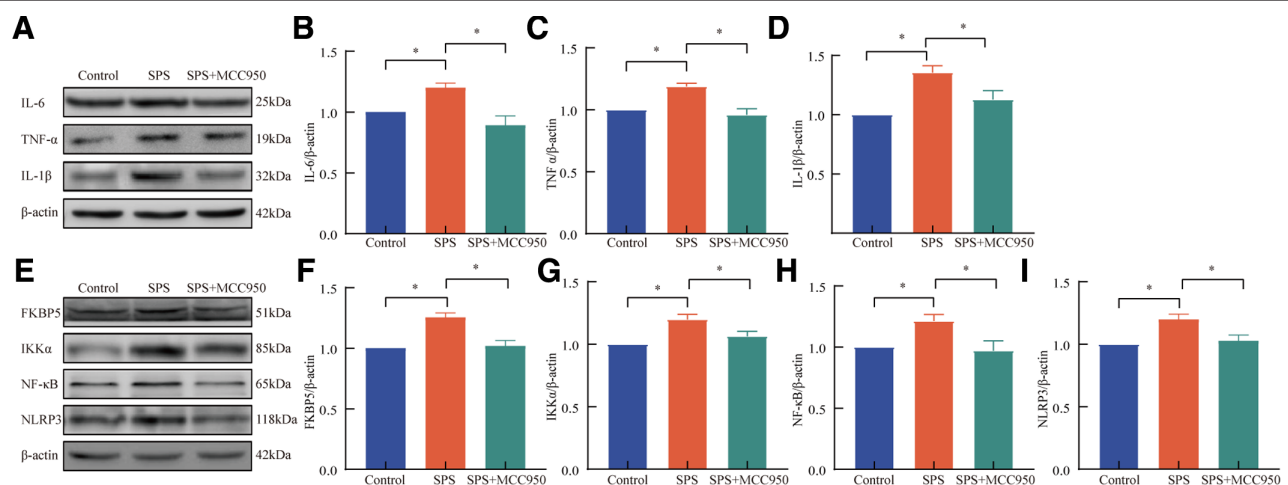 A
Control SPS SPS+MCC950
IL-6 25kDa
TNF-α 19kDa
IL-1β 32kDa
β-actin 42kDa
B
* *
1.5
1.0
0.5
0.0
IL-6/β-actin
Control SPS SPS+MCC950
C
* *
1.5
1.0
0.5
0.0
TNF α/β-actin
Control SPS SPS+MCC950
D
* *
1.5
1.0
0.5
IL-1β/β-actin
Control SPS SPS+MCC950
E
Control SPS SPS+MCC950
FKBP5 51kDa
IKKα 85kDa
NF-κB 65kDa
NLRP3 118kDa
β-actin 42kDa
F
* *
1.5
1.0
0.5
0.0
FKBP5/β-actin
Control SPS SPS+MCC950
G
* *
1.5
1.0
0.5
0.0
IKKα/β-actin
Control SPS SPS+MCC950
H
* *
1.5
1.0
0.5
0.0
NF-κB/β-actin
Control SPS SPS+MCC950
I
* *
1.5
1.0
0.5
0.0
NLRP3/β-actin
Control SPS SPS+MCC950